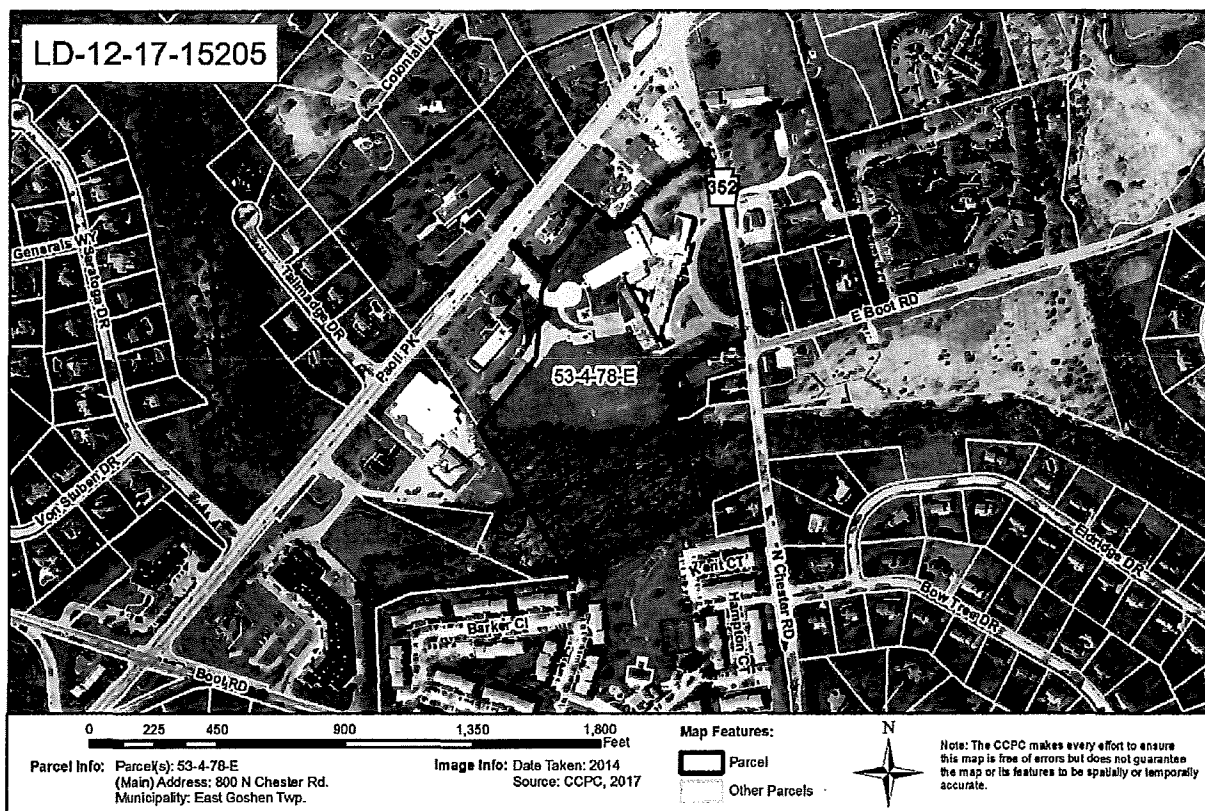 LD-12-17-15205
Colonial LA
352
Generals WY
Saratoga DR
Talmadge DR
Paoli PK
E Boot RD
53-4-78-E
Von Stuben DR
Kent CT
N Chester RD
Eldridge DR
Bow Tree DR
Barker CI
Hampton CT
Boot RD
0 225 450 900 1,350 1,800
Feet
Parcel Info: Parcel(s): 53-4-78-E
(Main) Address: 800 N Chester Rd.
Municipality: East Goshen Twp.
Image Info: Date Taken: 2014
Source: CCPC, 2017
Map Features:
Parcel
Other Parcels
N
Note: The CCPC makes every effort to ensure
this map is free of errors but does not guarantee
the map or its features to be spatially or temporally
accurate.